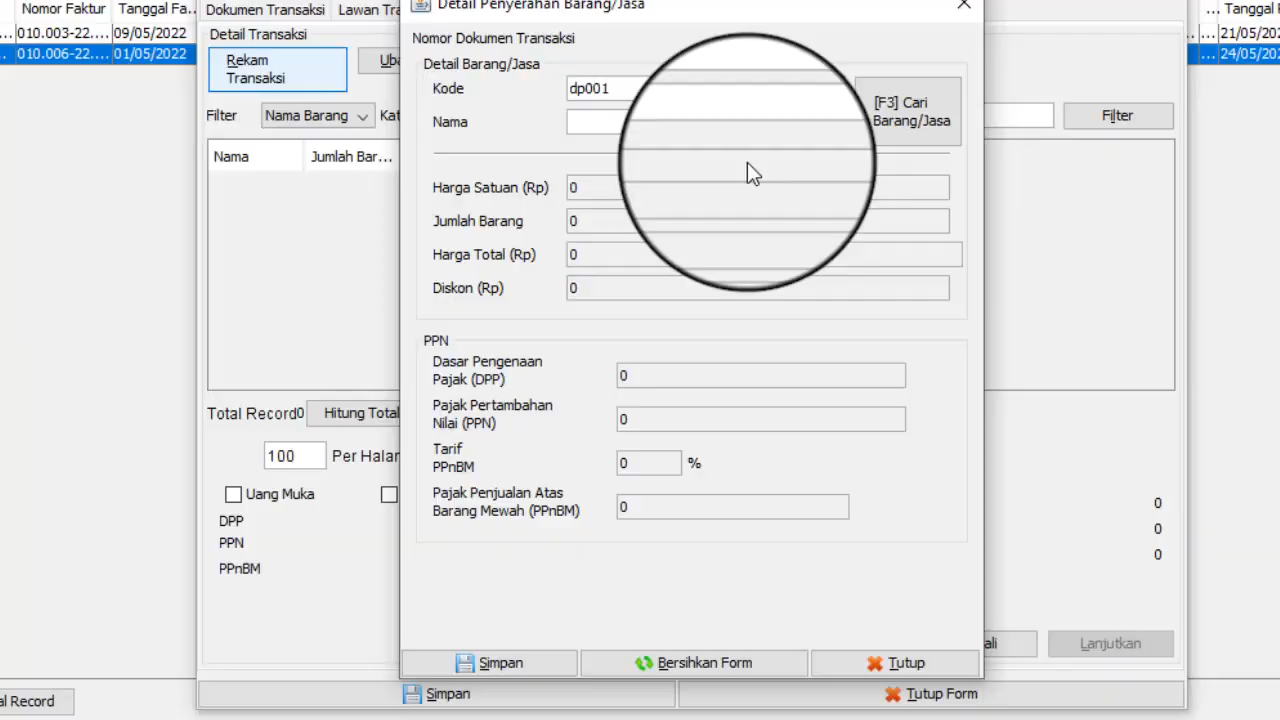 Nomor Faktur Tanggal Fa... Dokumen Transaksi Lawan Tra Detail Penyerahan Barang/Jasa ... Tanggal F
... 010.003-22.... 09/05/2022 ... 21/05/202
... 010.006-22.... 01/05/2022 ... 24/05/202
Detail Transaksi
Rekam
Transaksi
Uba
Filter Nama Barang Kat Filter
Nama Jumlah Bar...
Nomor Dokumen Transaksi
Detail Barang/Jasa
Kode dp001
[F3] Cari
Barang/Jasa
Nama
Harga Satuan (Rp) 0
Jumlah Barang 0
Harga Total (Rp) 0
Diskon (Rp) 0
PPN
Dasar Pengenaan
Pajak (DPP) 0
Pajak Pertambahan
Nilai (PPN) 0
Tarif
PPnBM 0 %
Pajak Penjualan Atas
Barang Mewah (PPnBM) 0
Total Record0 Hitung Total
100 Per Halar
Uang Muka
DPP 0
PPN 0
PPnBM 0
ali Lanjutkan
Simpan Bersihkan Form Tutup
al Record Simpan Tutup Form